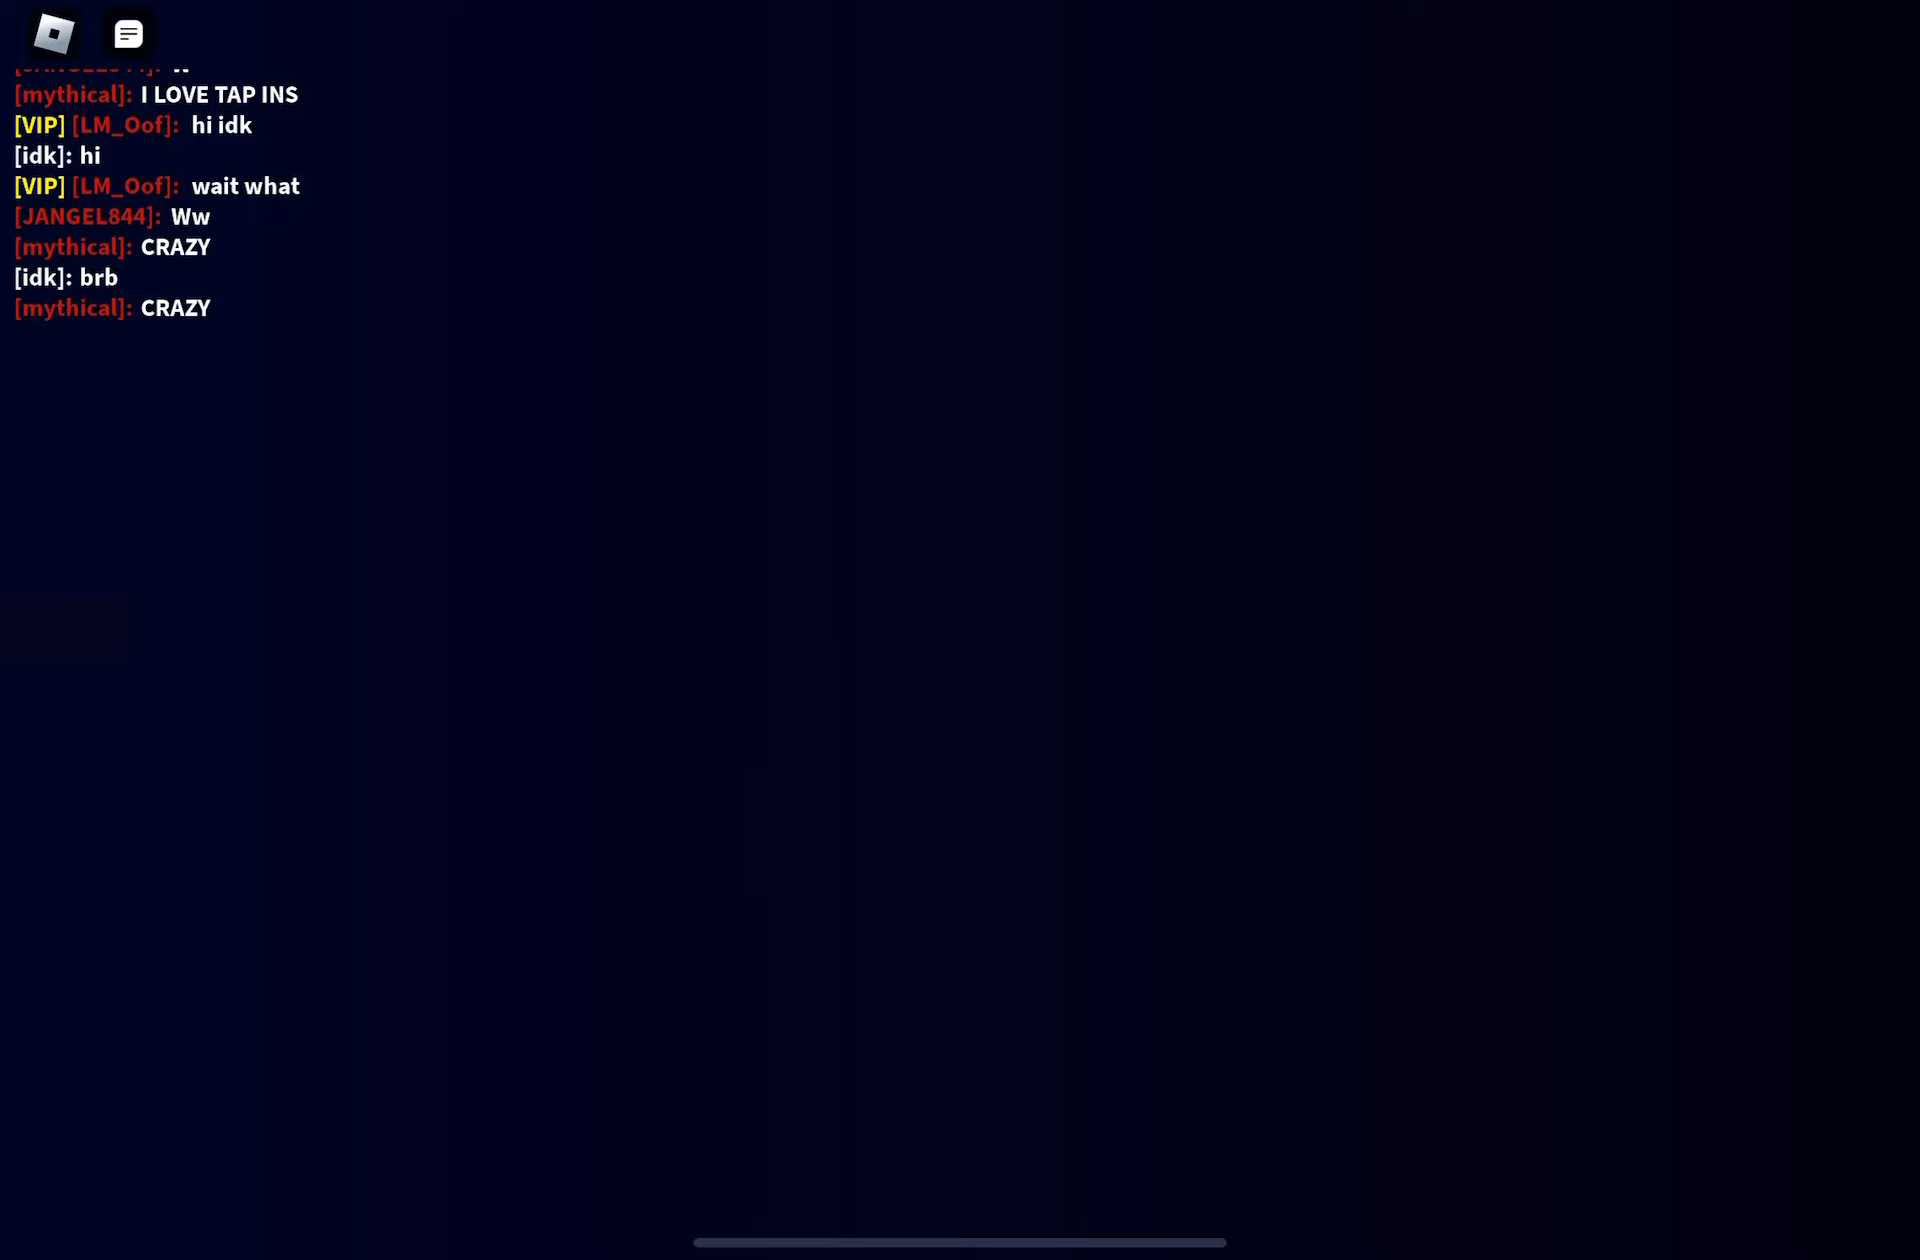 [mythical]: I LOVE TAP INS
[VIP] [LM_Oof]: hi idk
[idk]: hi
[VIP] [LM_Oof]: wait what
[JANGEL844]: Ww
[mythical]: CRAZY
[idk]: brb
[mythical]: CRAZY